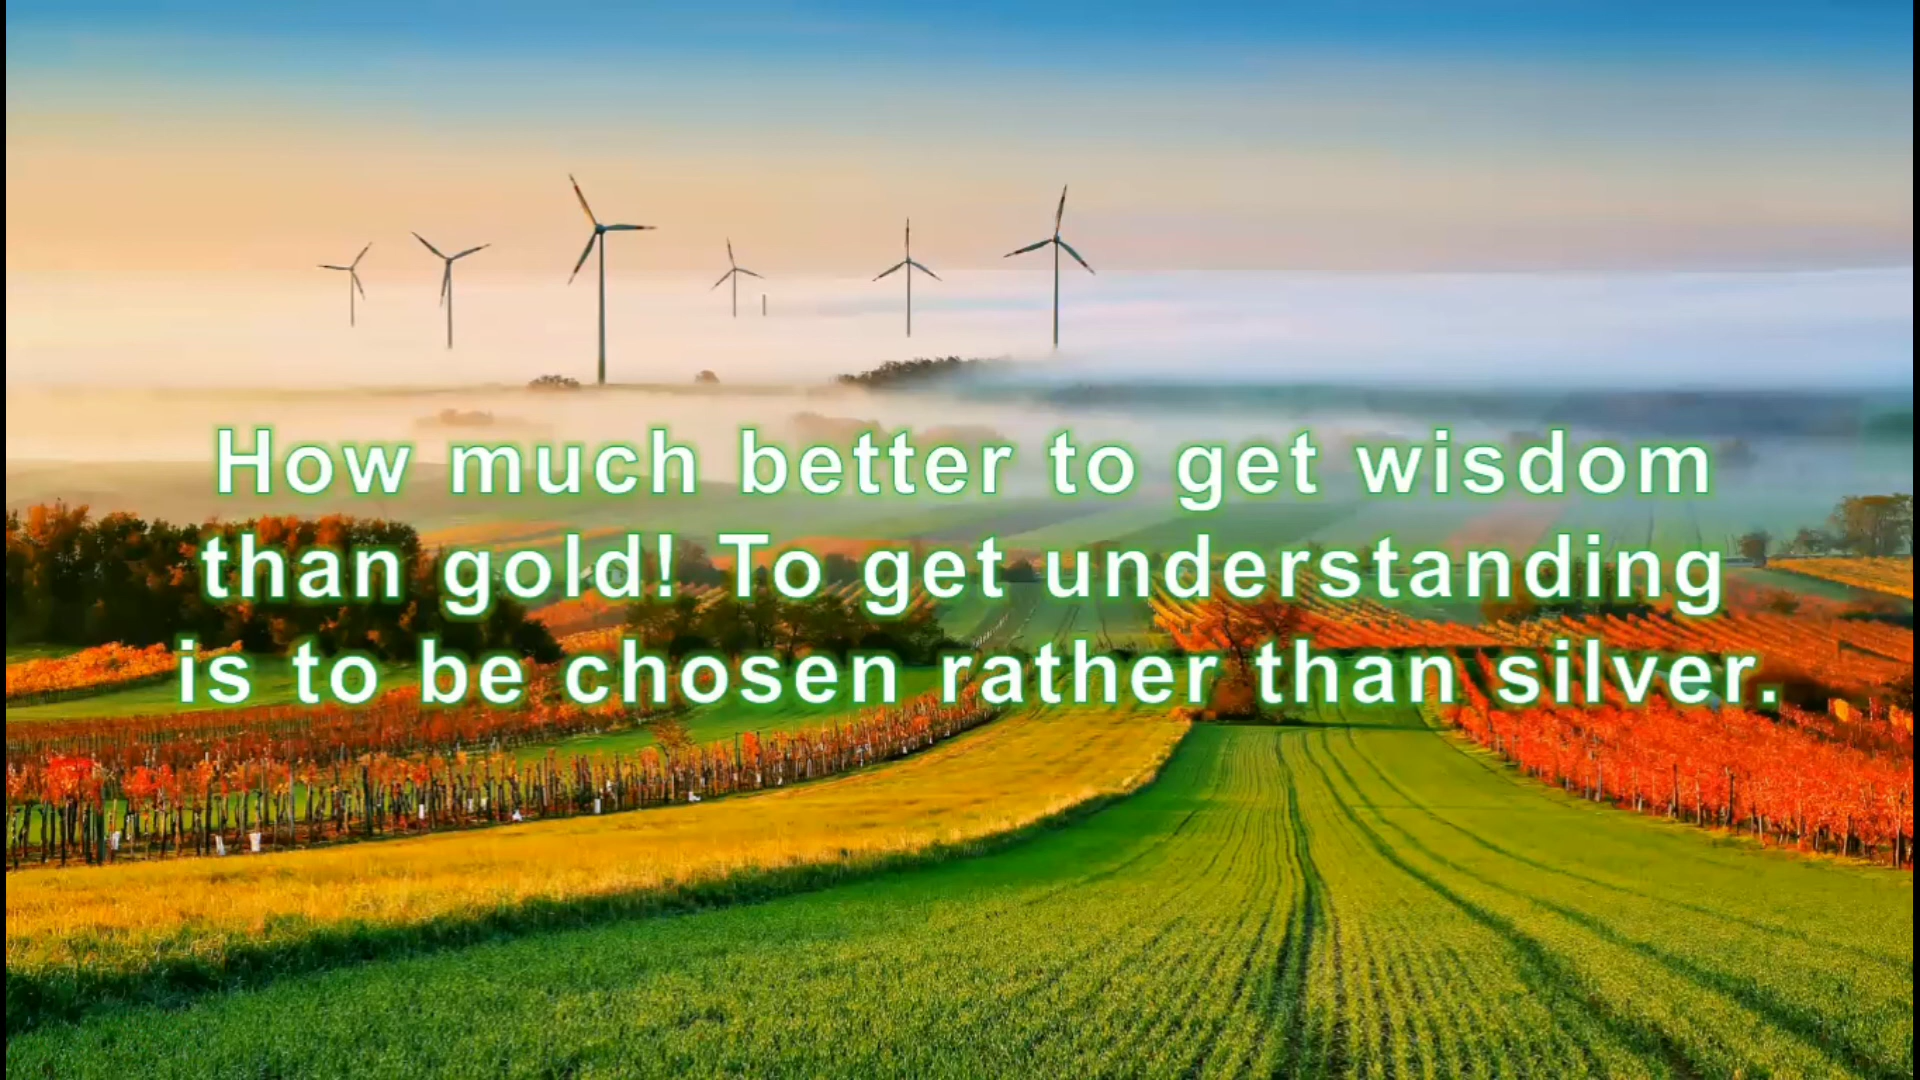 How much better to get wisdom
than gold! To get understanding
is to be chosen rather than silver.